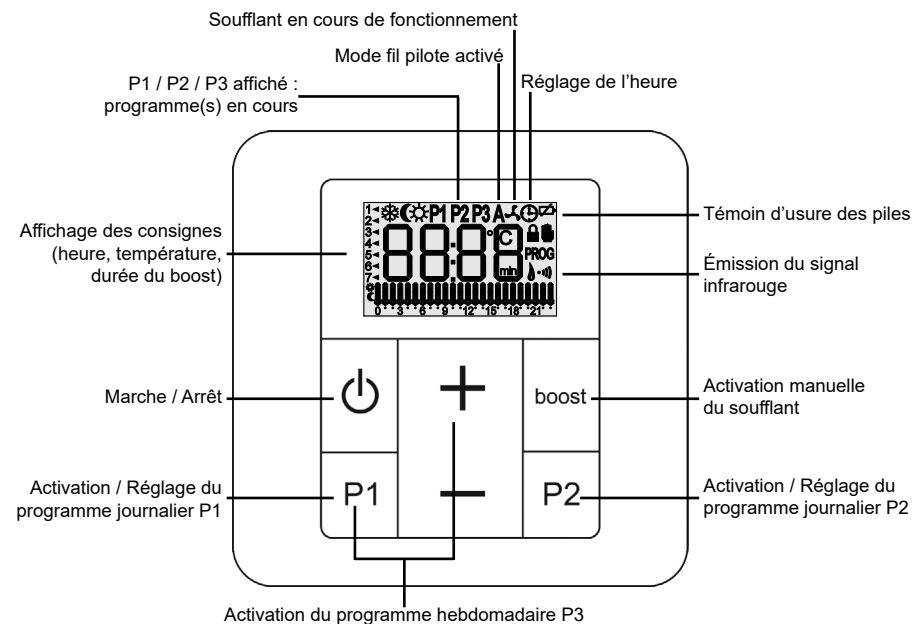 Soufflant en cours de fonctionnement
Mode fil pilote activé
P1 / P2 / P3 affiché :
programme(s) en cours
Réglage de l’heure
Affichage des consignes
(heure, température,
durée du boost)
1 P1 P2 P3 A
2
3
4
5
6
7
88:88
° C
PROG
min
0 3 6 9 12 15 18 21
Témoin d’usure des piles
Émission du signal
infrarouge
Marche / Arrêt
boost
Activation manuelle
du soufflant
Activation / Réglage du
programme journalier P1
P1
P2
Activation / Réglage du
programme journalier P2
Activation du programme hebdomadaire P3